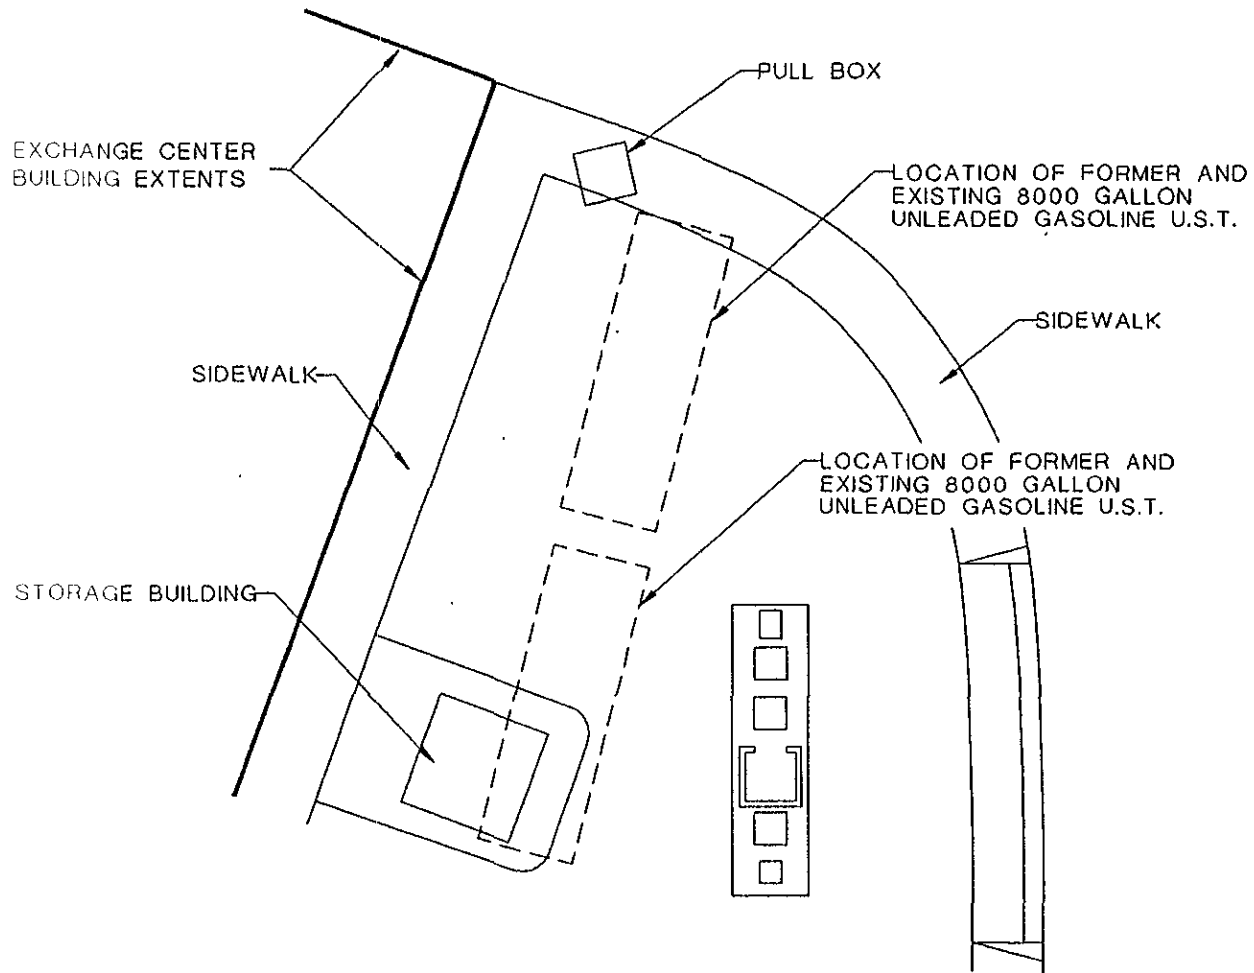 PULL BOX
EXCHANGE CENTER
BUILDING EXTENTS
LOCATION OF FORMER AND
EXISTING 8000 GALLON
UNLEADED GASOLINE U.S.T.
SIDEWALK
SIDEWALK
LOCATION OF FORMER AND
EXISTING 8000 GALLON
UNLEADED GASOLINE U.S.T.
STORAGE BUILDING